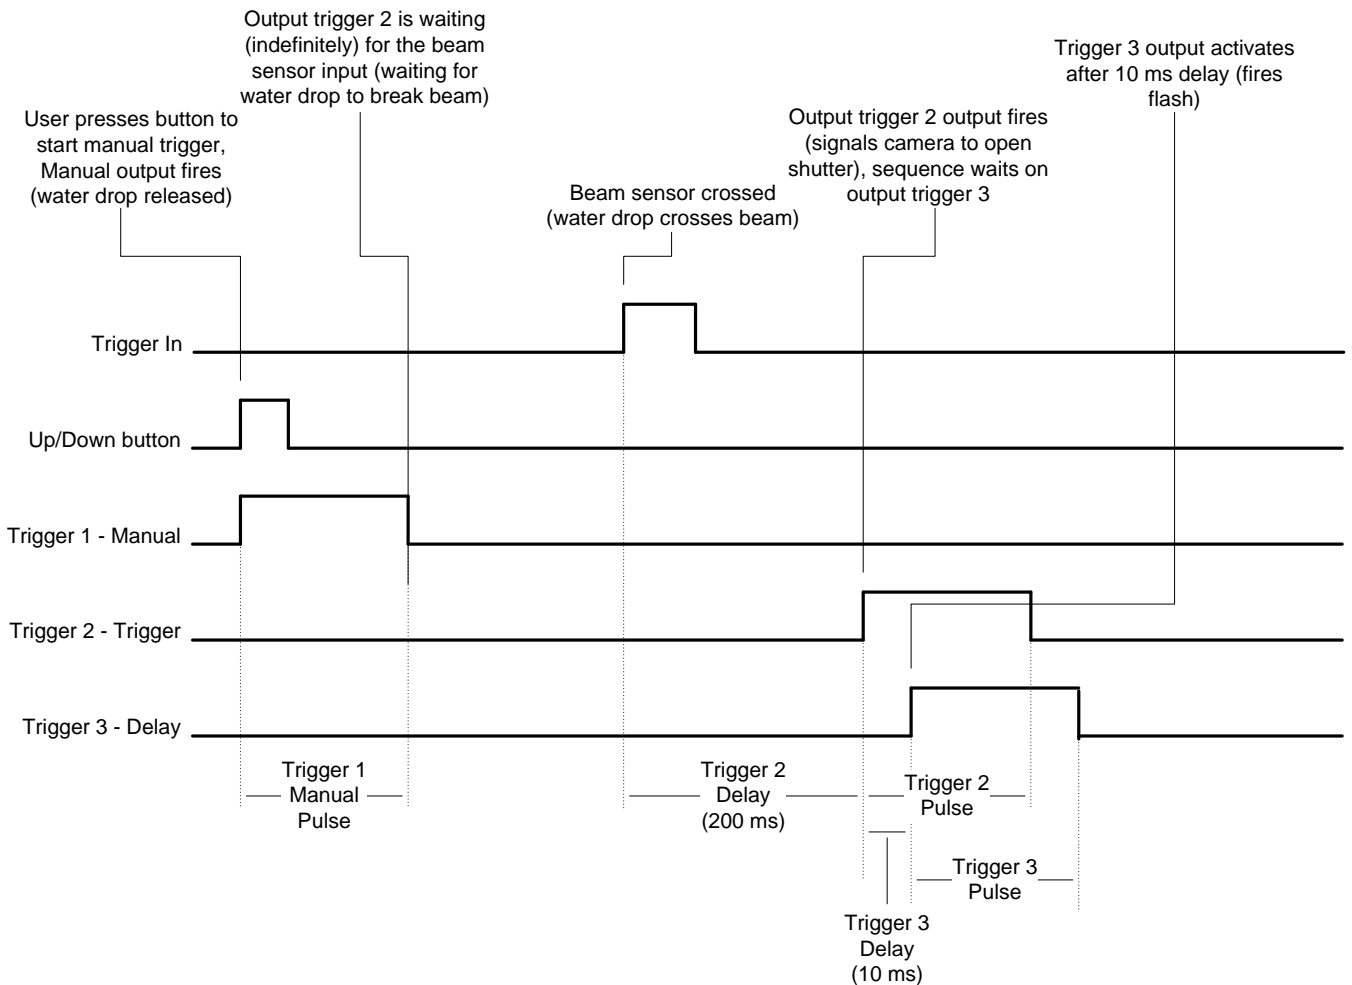 Output trigger 2 is waiting
(indefinitely) for the beam
sensor input (waiting for
water drop to break beam)
Trigger 3 output activates
after 10 ms delay (fires
flash)
User presses button to
start manual trigger,
Manual output fires
(water drop released)
Output trigger 2 output fires
(signals camera to open
shutter), sequence waits on
output trigger 3
Beam sensor crossed
(water drop crosses beam)
Trigger In
Up/Down button
Trigger 1 - Manual
Trigger 2 - Trigger
Trigger 3 - Delay
Trigger 1
Manual
Pulse
Trigger 2
Delay
(200 ms)
Trigger 2
Pulse
Trigger 3
Pulse
Trigger 3
Delay
(10 ms)